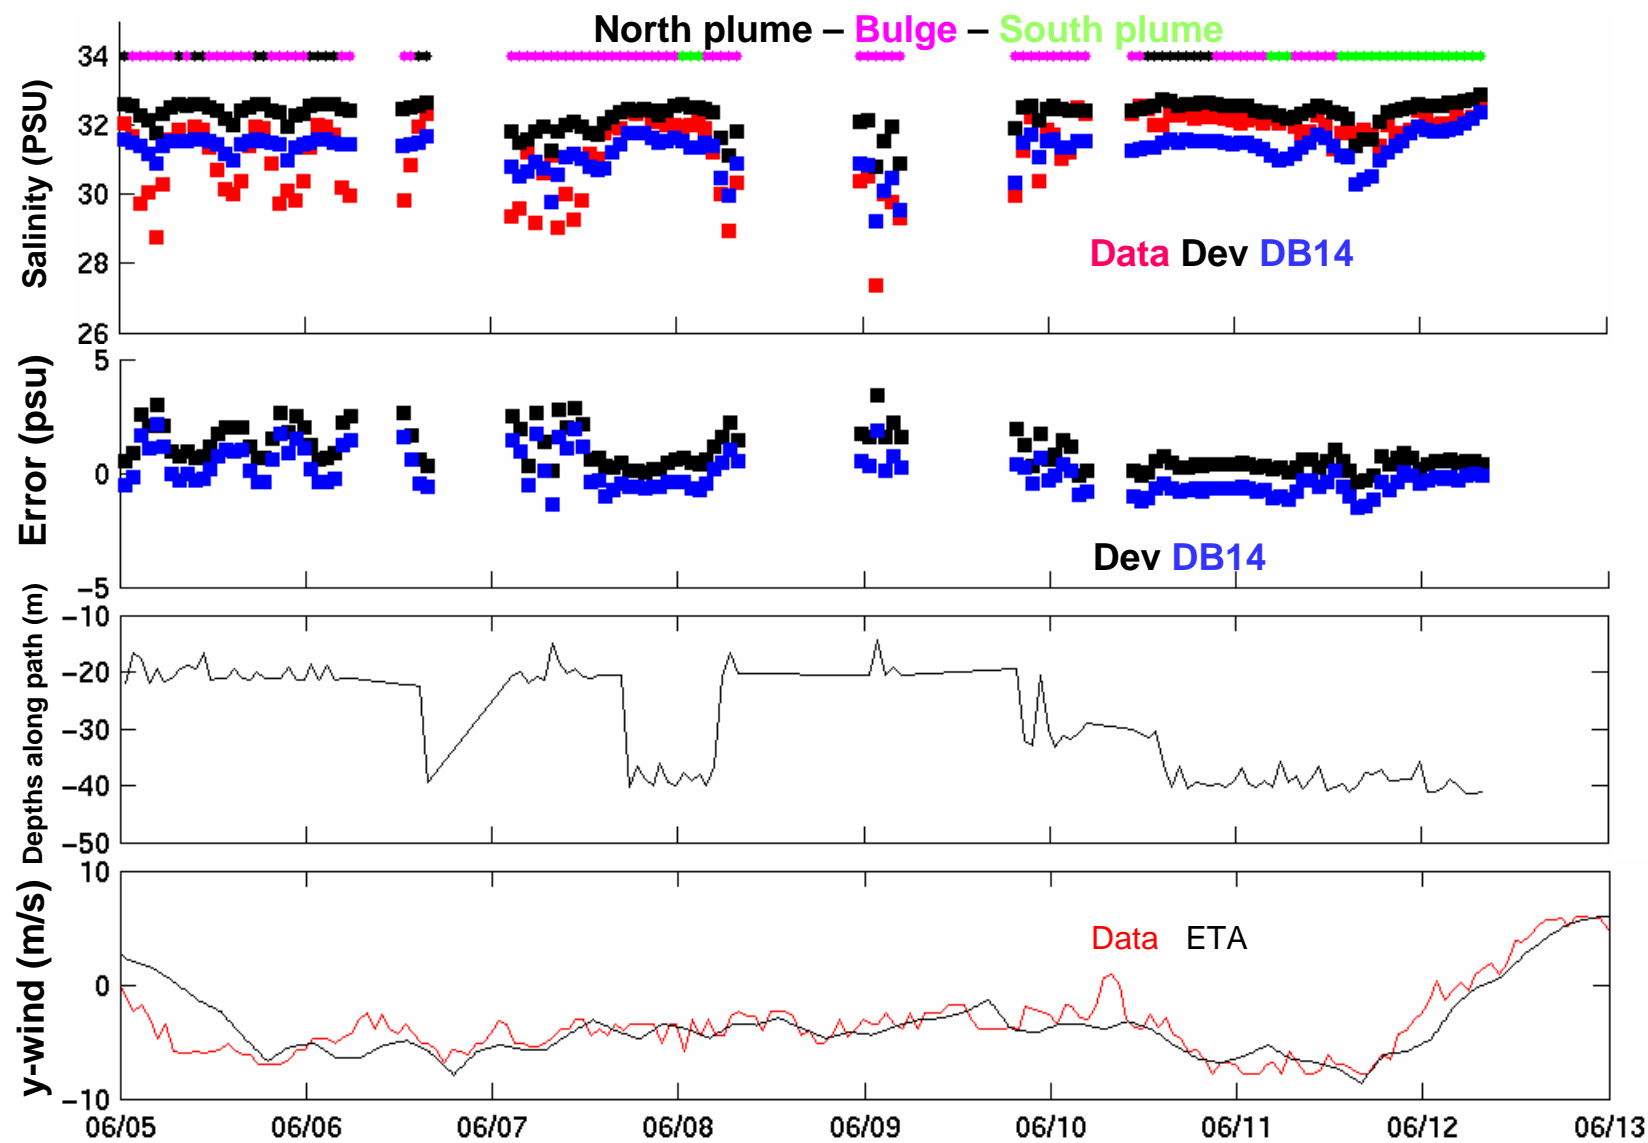 North plume – Bulge – South plume
Salinity (PSU)
34
32
30
28
26
Data Dev DB14
Error (psu)
5
0
−5
Dev DB14
Depths along path (m)
−10
−20
−30
−40
−50
y-wind (m/s)
10
0
−10
Data ETA
06/05 06/06 06/07 06/08 06/09 06/10 06/11 06/12 06/13